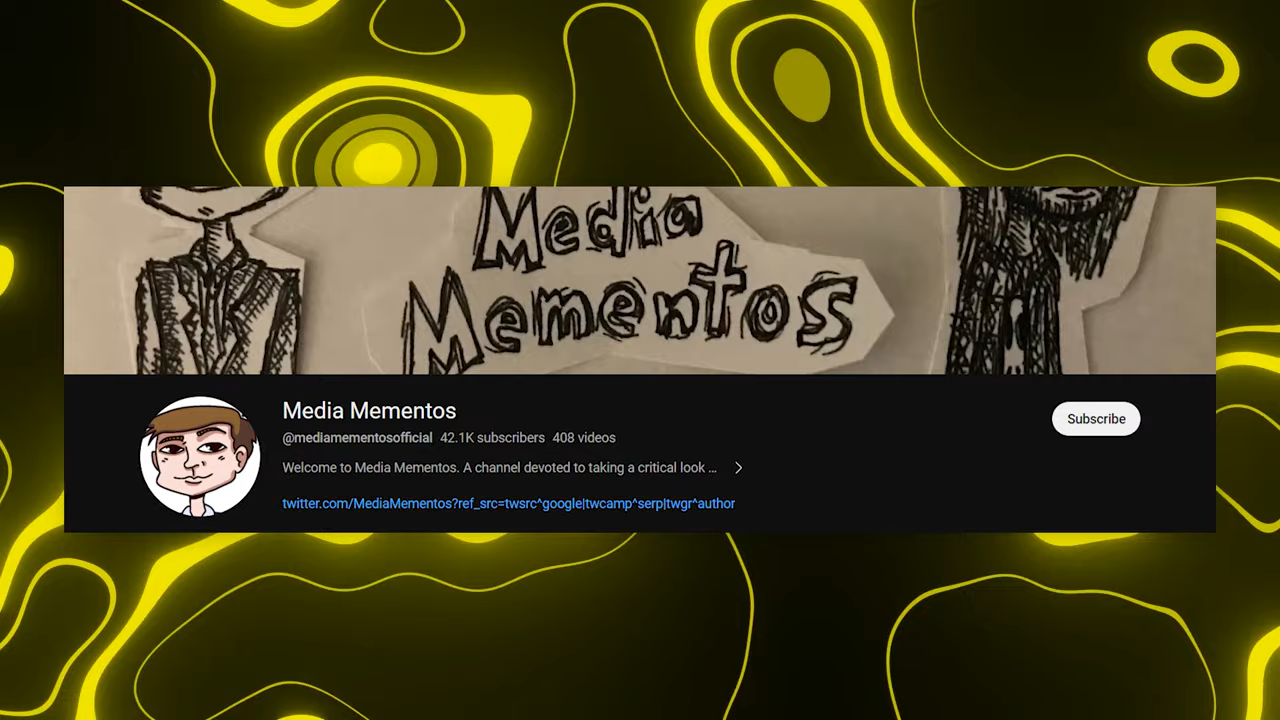 Media
Mementos
Media Mementos
@mediamementosofficial 42.1K subscribers 408 videos
Welcome to Media Mementos. A channel devoted to taking a critical look ...
twitter.com/MediaMementos?ref_src=twsrc^google|twcamp^serp|twgr^author
Subscribe